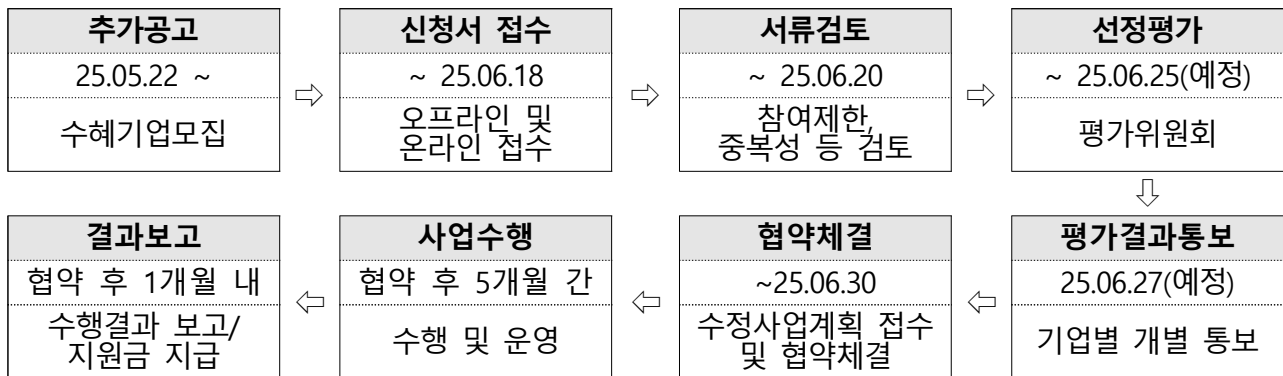 추가공고
25.05.22 ~
수혜기업모집
⇨
신청서 접수
~ 25.06.18
오프라인 및
온라인 접수
⇨
서류검토
~ 25.06.20
참여제한,
중복성 등 검토
⇨
선정평가
~ 25.06.25(예정)
평가위원회
⇩
평가결과통보
25.06.27(예정)
기업별 개별 통보
⇦
협약체결
~25.06.30
수정사업계획 접수
및 협약체결
⇦
사업수행
협약 후 5개월 간
수행 및 운영
⇦
결과보고
협약 후 1개월 내
수행결과 보고/
지원금 지급